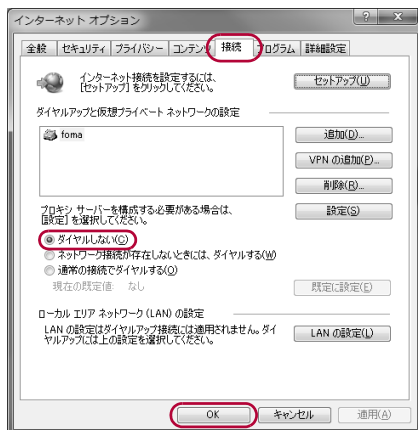 インターネット オプション
全般 セキュリティ プライバシー コンテンツ 接続 プログラム 詳細設定
インターネット接続を設定するには、
[セットアップ] をクリックしてください。
セットアップ(U)
ダイヤルアップと仮想プライベート ネットワークの設定
foma
追加(D)...
VPN の追加(P)...
削除(R)...
プロキシ サーバーを構成する必要がある場合は、
[設定] を選択してください。
設定(S)
ダイヤルしない(C)
ネットワーク接続が存在しないときには、ダイヤルする(W)
通常の接続でダイヤルする(O)
現在の既定値: なし
既定に設定(E)
ローカル エリア ネットワーク (LAN) の設定
LAN の設定はダイヤルアップ接続には適用されません。ダイ
ヤルアップには上の設定を選択してください。
LAN の設定(L)
OK キャンセル 適用(A)